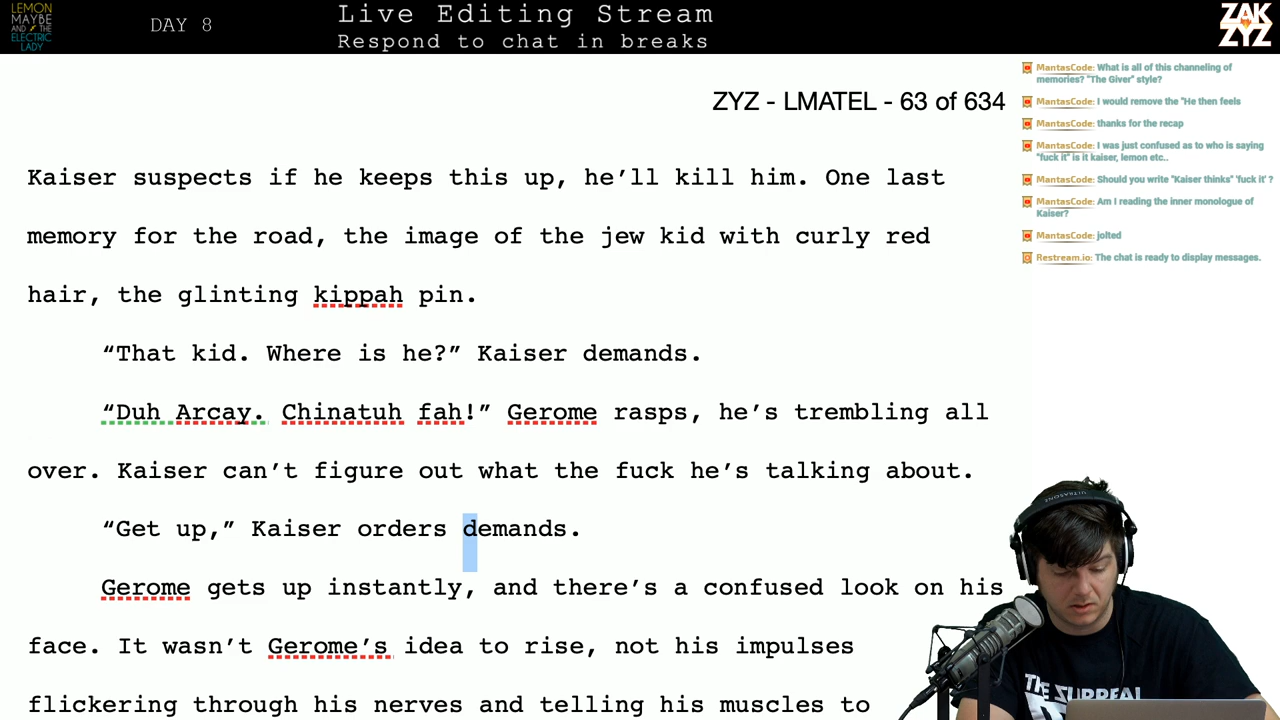 LEMON
MAYBE
AND THE
ELECTRIC
LADY
DAY 8
Live Editing Stream
Respond to chat in breaks
ZAK
ZYZ
ZYZ - LMATEL - 63 of 634
Kaiser suspects if he keeps this up, he’ll kill him. One last
memory for the road, the image of the jew kid with curly red
hair, the glinting kippah pin.
“That kid. Where is he?” Kaiser demands.
“Duh Arcay. Chinatuh fah!” Gerome rasps, he’s trembling all
over. Kaiser can’t figure out what the fuck he’s talking about.
“Get up,” Kaiser orders demands.
Gerome gets up instantly, and there’s a confused look on his
face. It wasn’t Gerome’s idea to rise, not his impulses
flickering through his nerves and telling his muscles to
MantasCode: What is all of this channeling of
memories? "The Giver" style?
MantasCode: I would remove the "He then feels
MantasCode: thanks for the recap
MantasCode: I was just confused as to who is saying
"fuck it" is it kaiser, lemon etc..
MantasCode: Should you write "Kaiser thinks" 'fuck it' ?
MantasCode: Am I reading the inner monologue of
Kaiser?
MantasCode: jolted
Restream.io: The chat is ready to display messages.
ULTRASONE
THE SURREAL